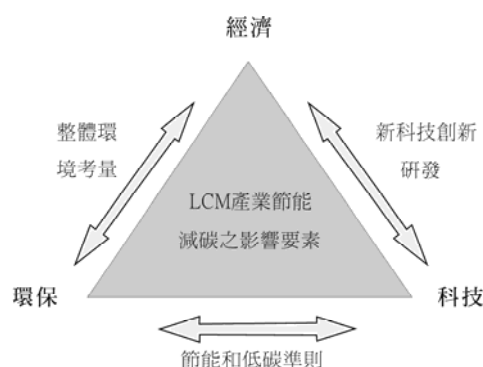 經濟
整體環
境考量
新科技創新
研發
LCM產業節能
減碳之影響要素
環保
科技
節能和低碳準則